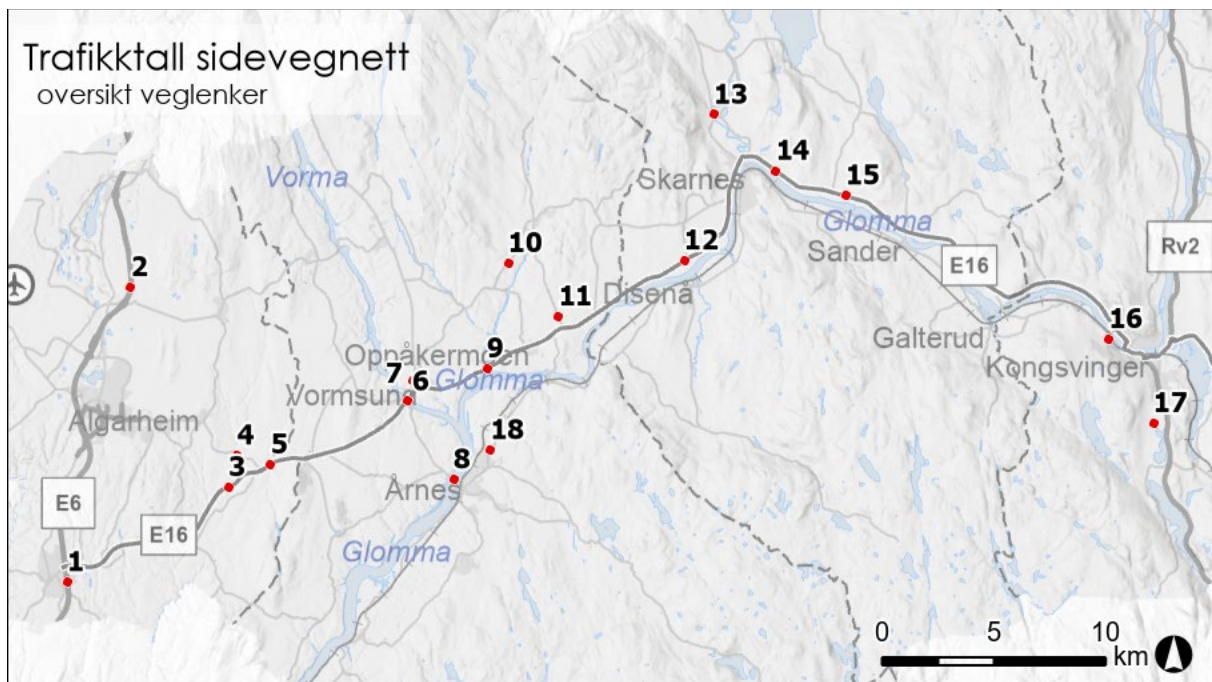 Trafikktall sidevegnett
oversikt veglenker
13
14
15
Skarnes
Vorma
Glomma
Sander
10
12
Rv2
E16
2
11
Disenå
16
Galterud
Kongsvinger
9
Oppåkermoen
7
6
Glomma
Vormsund
17
Algarheim
4
5
18
3
8
Årnes
E6
E16
Glomma
1
0
5
10
km